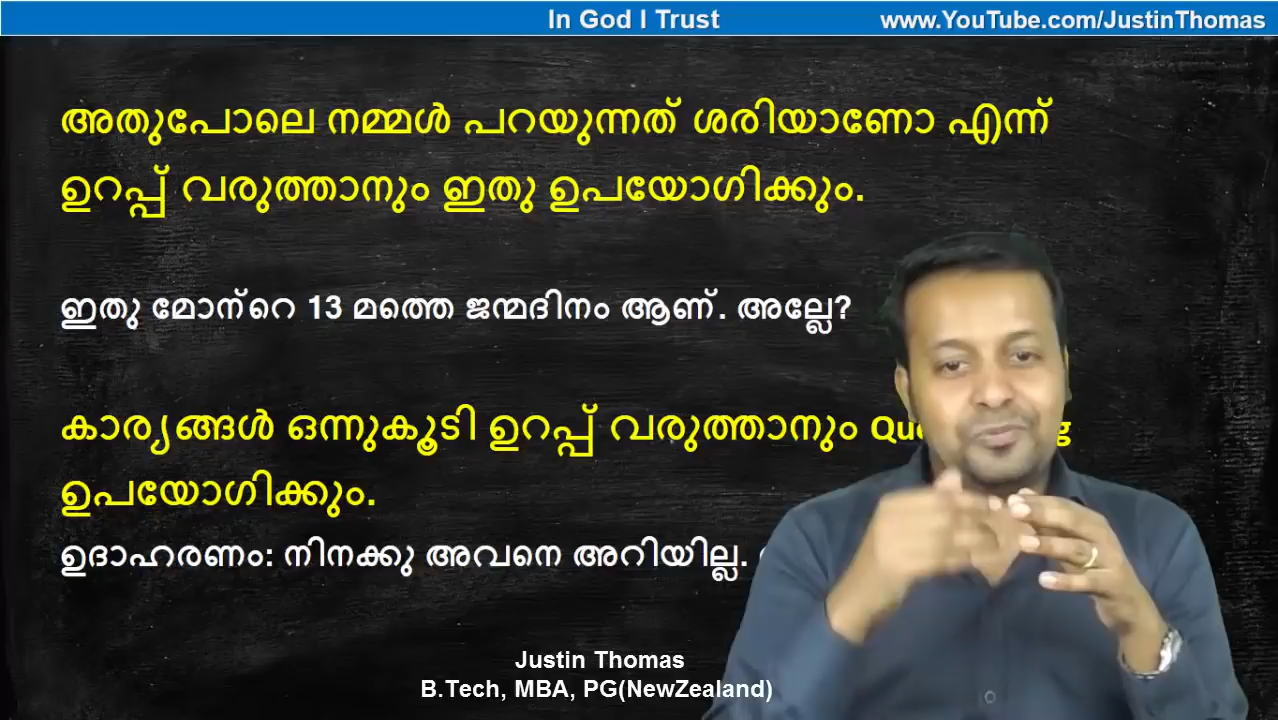 In God I Trust
www.YouTube.com/JustinThomas
അതുപോലെ നമ്മൾ പറയുന്നത് ശരിയാണോ എന്ന്
ഉറപ്പ് വരുത്താനും ഇതു ഉപയോഗിക്കും.
ഇതു മോന്റെ 13 മത്തെ ജന്മദിനം ആണ്. അല്ലേ?
കാര്യങ്ങൾ ഒന്നുകൂടി ഉറപ്പ് വരുത്താനും
ഉപയോഗിക്കും.
ഉദാഹരണം: നിനക്കു അവനെ അറിയില്ല.
Justin Thomas
B.Tech, MBA, PG(NewZealand)